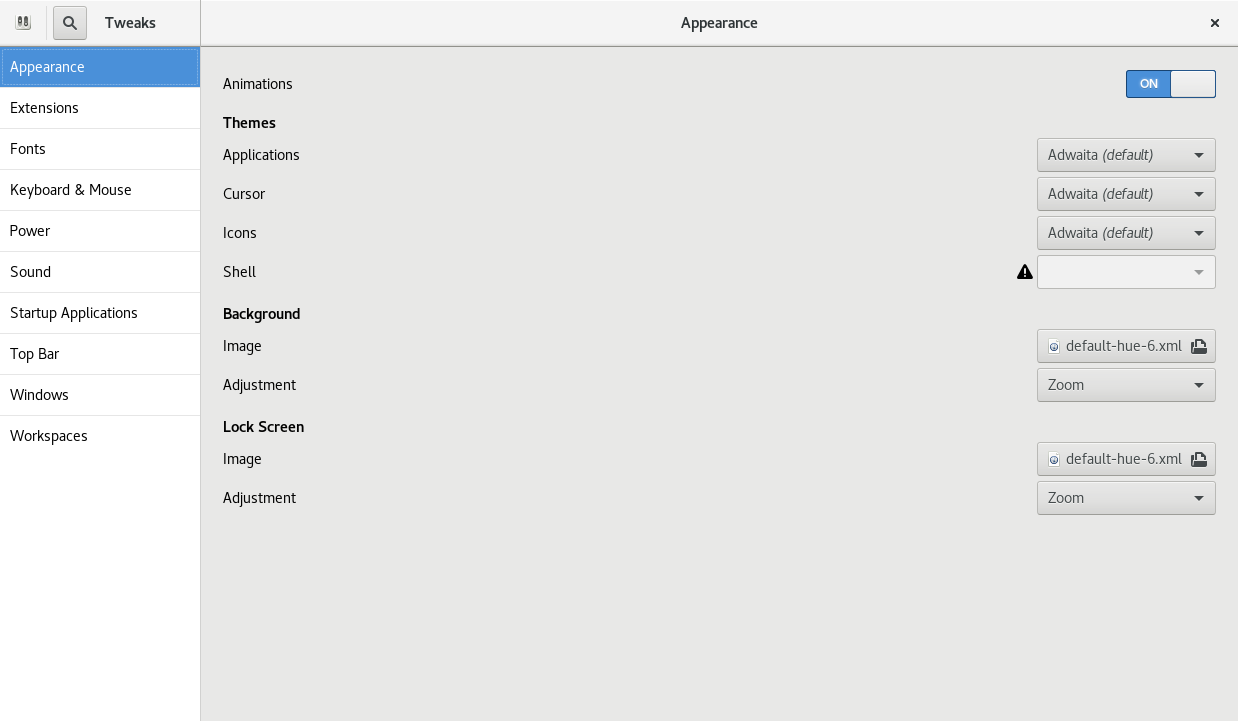 Tweaks
Appearance
Appearance
Extensions
Fonts
Keyboard & Mouse
Power
Sound
Startup Applications
Top Bar
Windows
Workspaces
Animations ON
Themes
Applications Adwaita (default)
Cursor Adwaita (default)
Icons Adwaita (default)
Shell
Background
Image default-hue-6.xml
Adjustment Zoom
Lock Screen
Image default-hue-6.xml
Adjustment Zoom